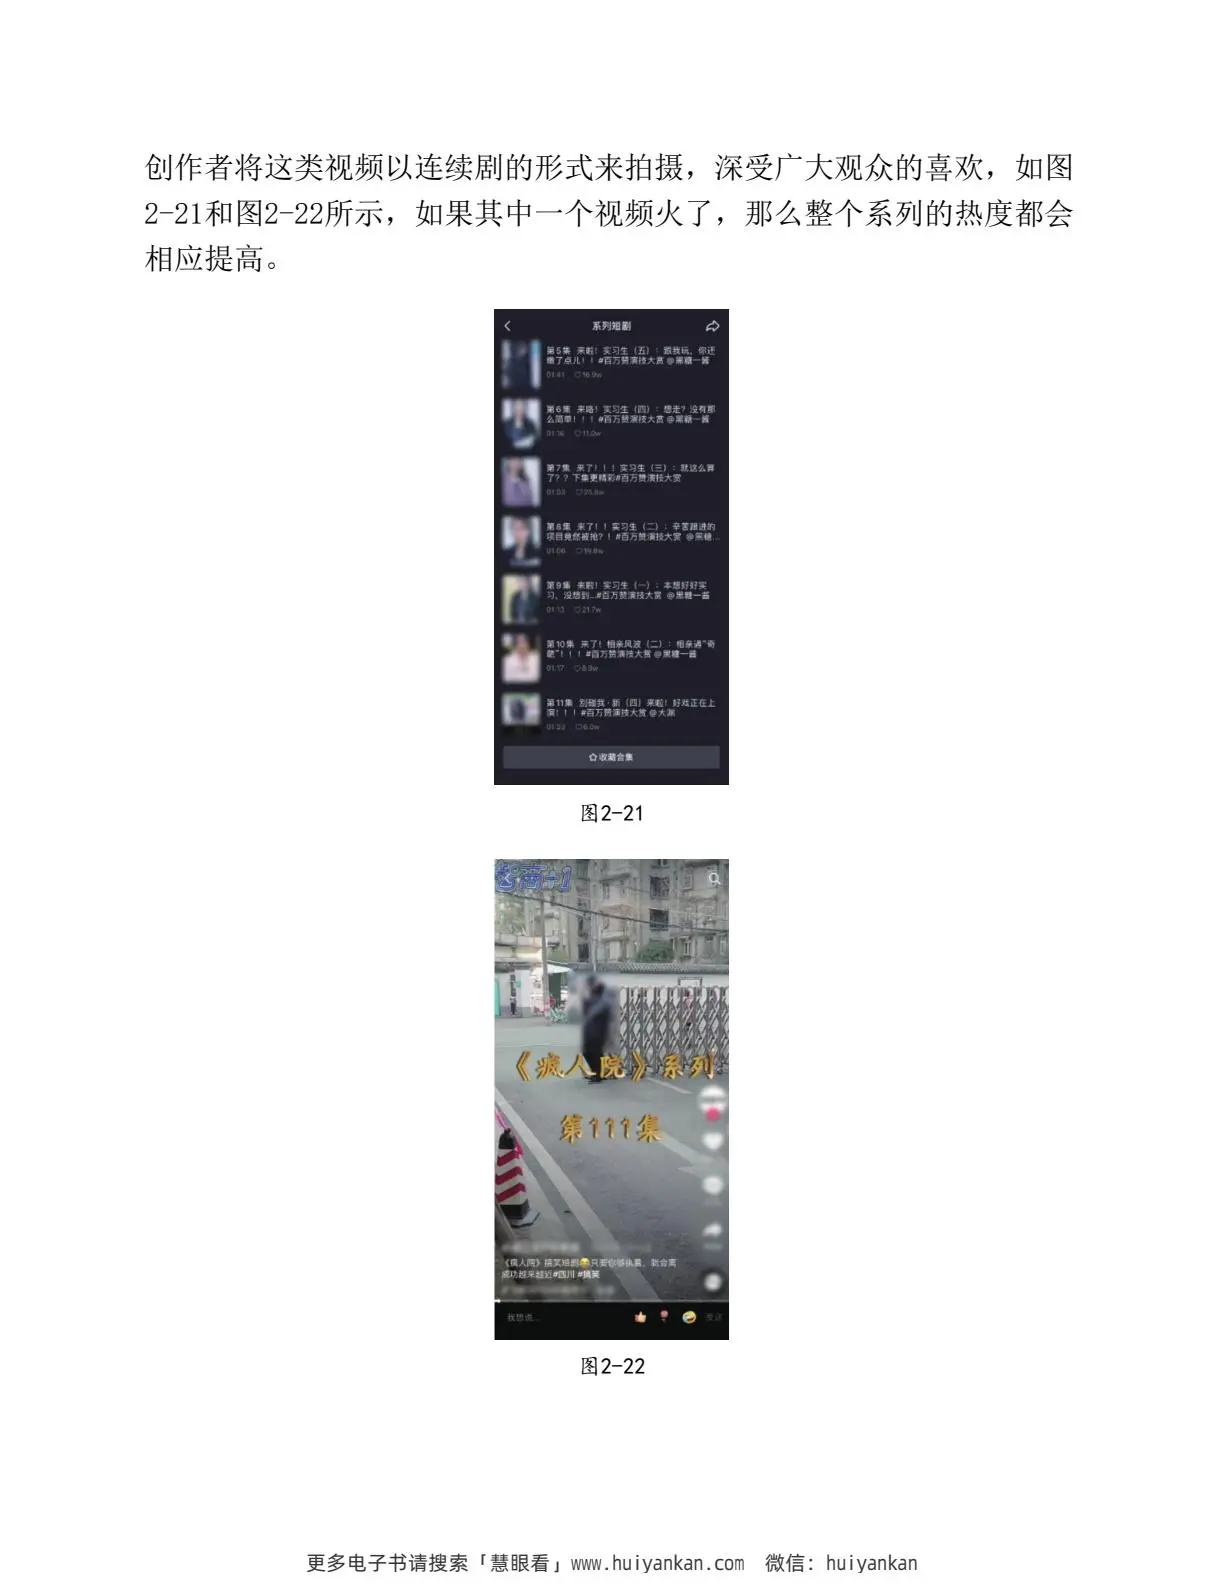 创作者将这类视频以连续剧的形式来拍摄，深受广大观众的喜欢，如图
2-21和图2-22所示，如果其中一个视频火了，那么整个系列的热度都会
相应提高。
系列短剧
第5集 来啦！实习生（五）：跟我玩，你还
嫩了点儿！！#百万赞演技大赏 @黑糖一酱
01:41 16.9w
第6集 来咯！实习生（四）：想走？没有那
么简单！！！#百万赞演技大赏 @黑糖一酱
01:16 11.0w
第7集 来了！！！实习生（三）：就这么算
了？？下集更精彩#百万赞演技大赏
01:03 25.8w
第8集 来了！！实习生（二）：辛苦跟进的
项目竟然被抢？！#百万赞演技大赏 @黑糖...
01:06 19.8w
第9集 来啦！实习生（一）：本想好好实
习，没想到...#百万赞演技大赏 @黑糖一酱
01:13 21.7w
第10集 来了！相亲风波（二）：相亲遇“奇
葩”！！！#百万赞演技大赏 @黑糖一酱
01:17 8.9w
第11集 别碰我·新（四）来啦！好戏正在上
演！！！#百万赞演技大赏 @大渊
01:23 6.0w
收藏合集
图2-21
智商+1
《疯人院》系列
第111集
《疯人院》搞笑短剧😂只要你够执着，就会离
成功越来越近#四川 #搞笑
我想说...
发送
图2-22
更多电子书请搜索「慧眼看」www.huiyankan.com 微信：huiyankan